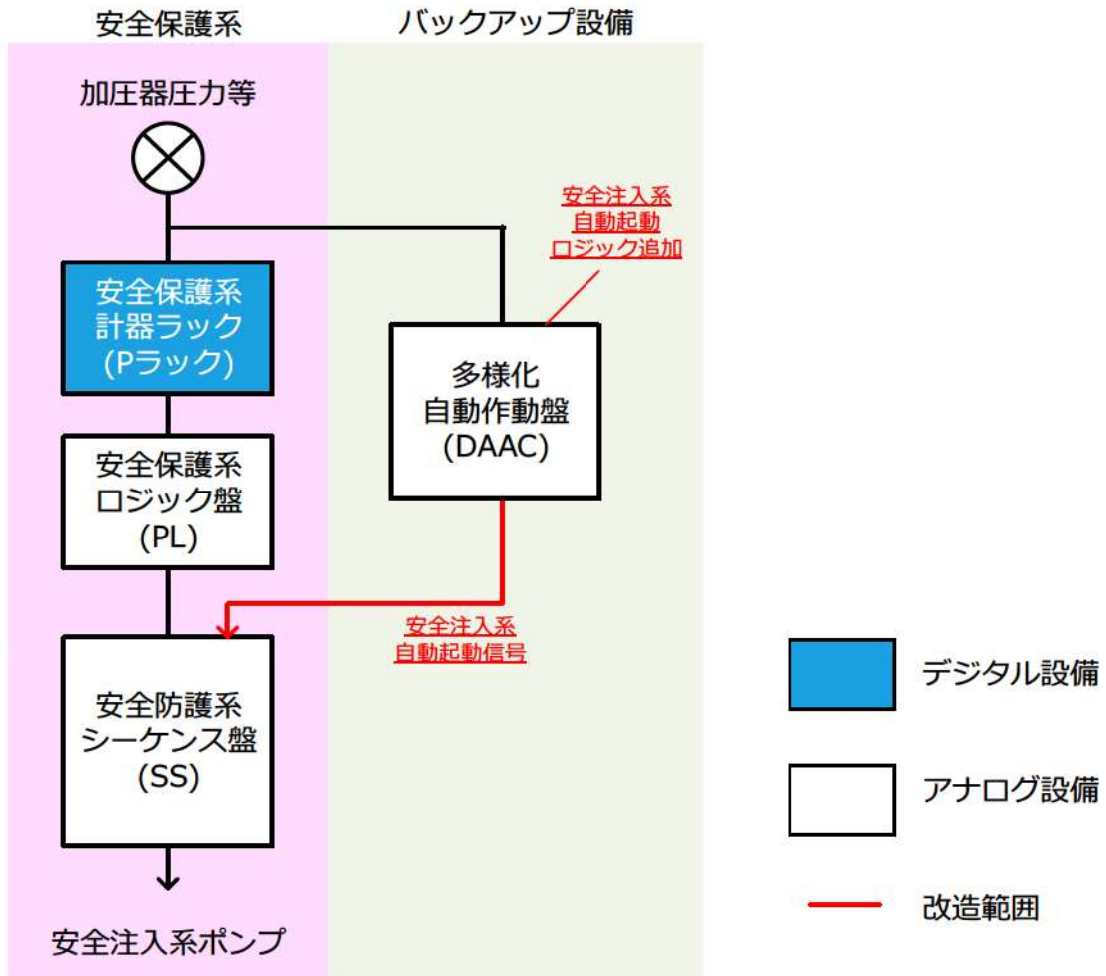 安全保護系
バックアップ設備
加圧器圧力等
安全注入系
自動起動
ロジック追加
安全保護系
計器ラック
(Pラック)
多様化
自動作動盤
(DAAC)
安全保護系
ロジック盤
(PL)
安全注入系
自動起動信号
安全防護系
シーケンス盤
(SS)
安全注入系ポンプ
デジタル設備
アナログ設備
改造範囲